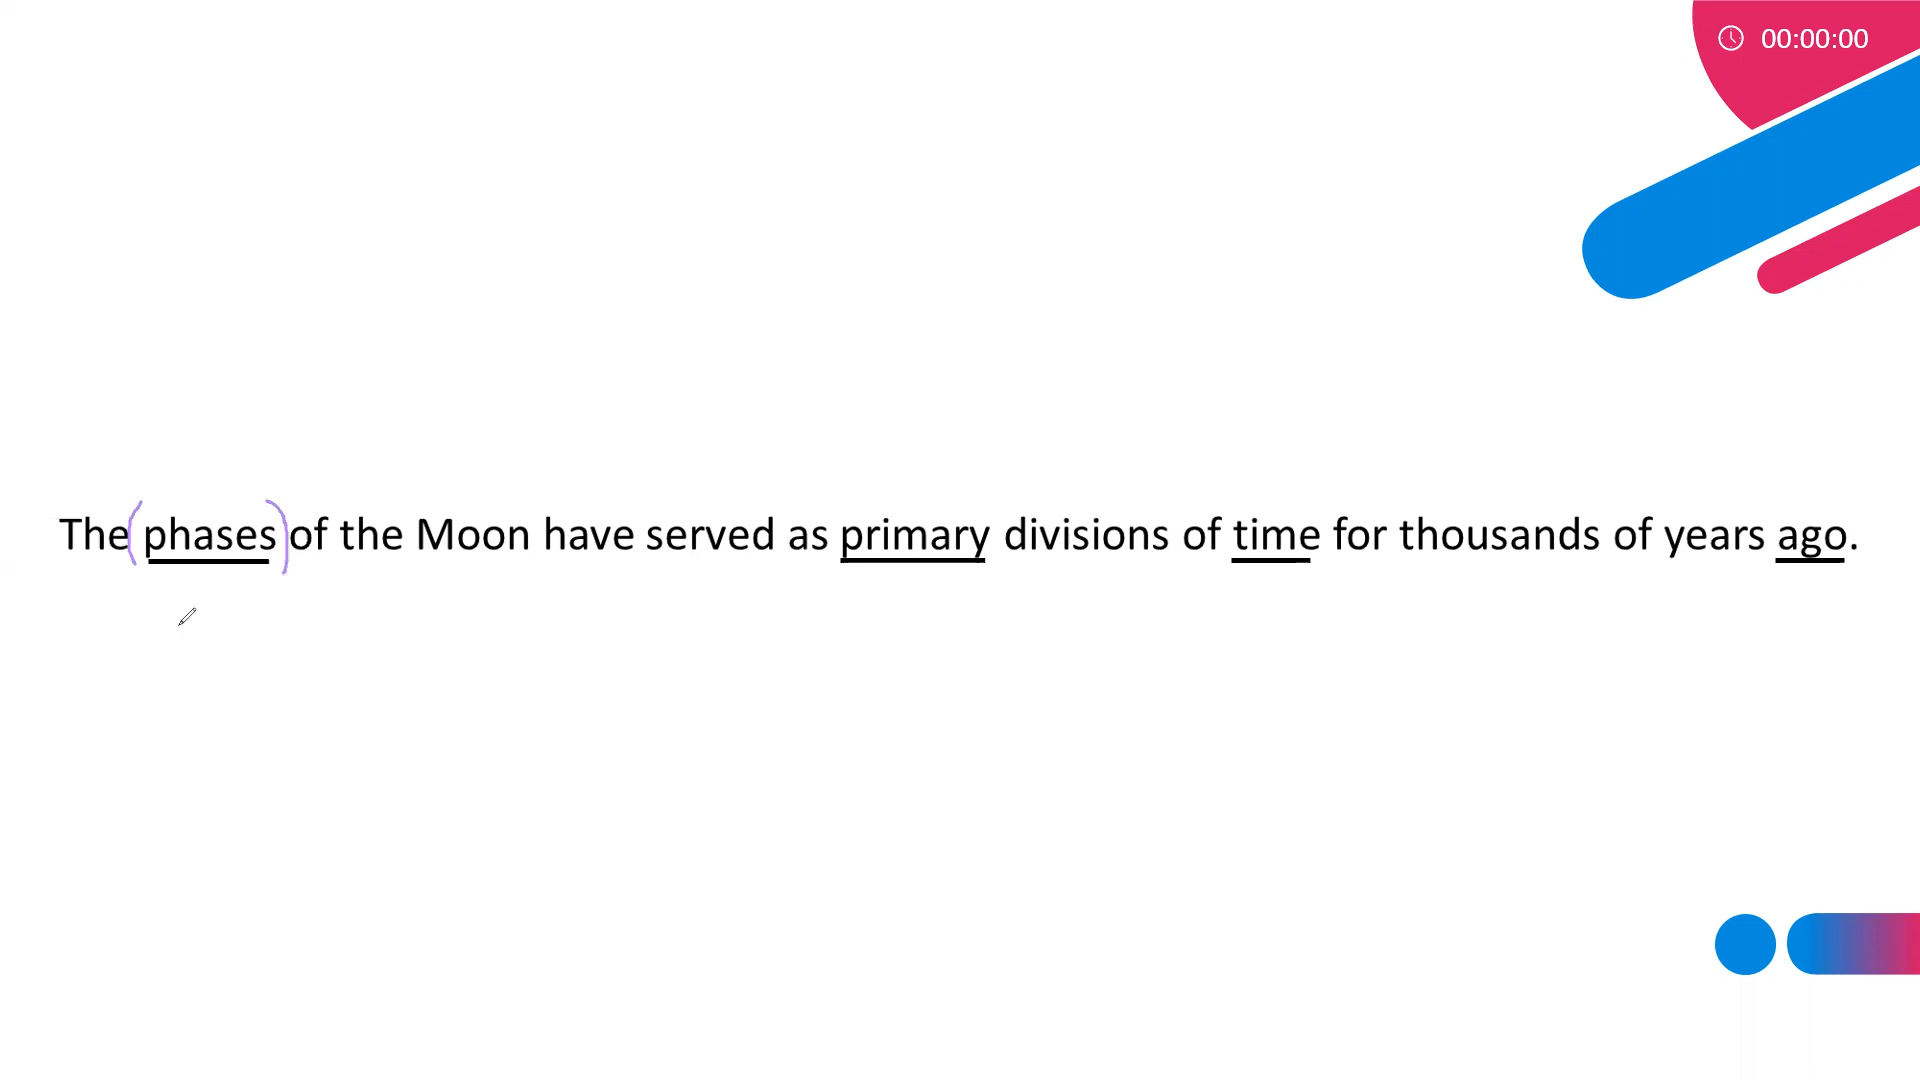 00:00:00
The (phases) of the Moon have served as primary divisions of time for thousands of years ago.